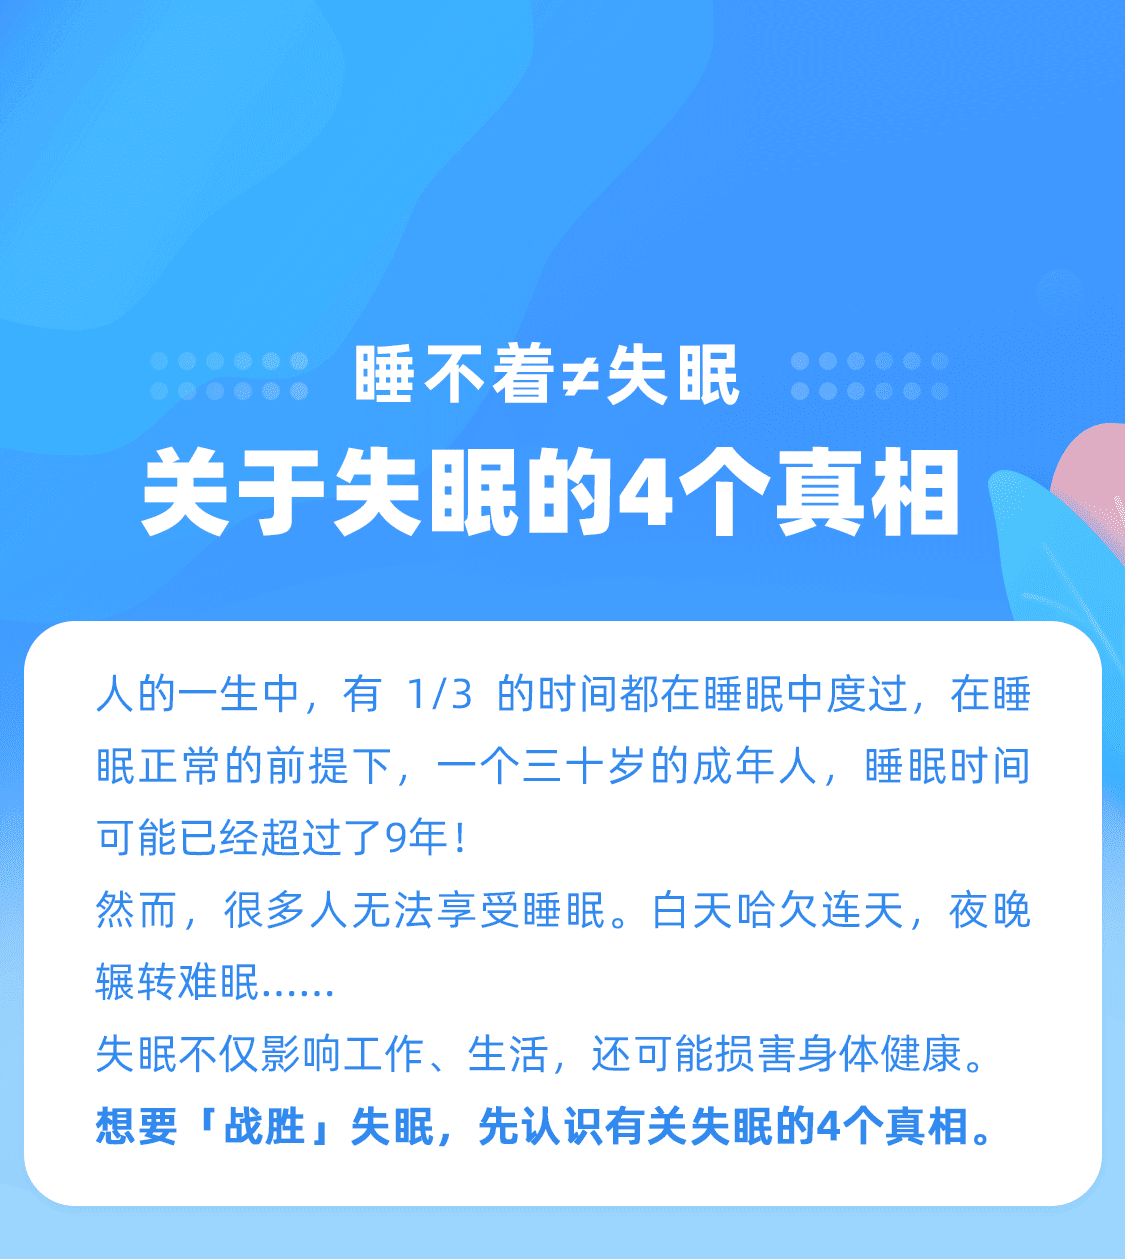 睡不着≠失眠
关于失眠的4个真相
人的一生中，有 1/3 的时间都在睡眠中度过，在睡
眠正常的前提下，一个三十岁的成年人，睡眠时间
可能已经超过了9年！
然而，很多人无法享受睡眠。白天哈欠连天，夜晚
辗转难眠……
失眠不仅影响工作、生活，还可能损害身体健康。
想要「战胜」失眠，先认识有关失眠的4个真相。